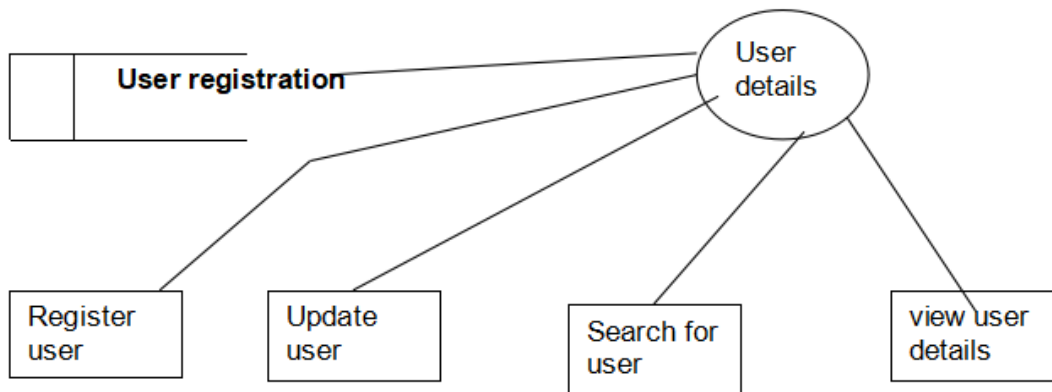 User
details
User registration
Register
user
Update
user
Search for
user
view user
details